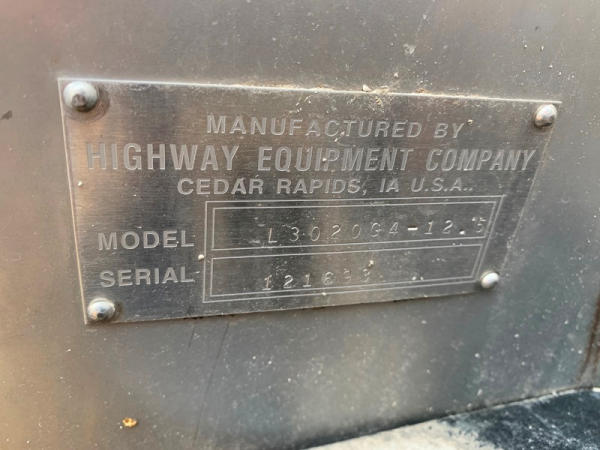 MANUFACTURED BY
HIGHWAY EQUIPMENT COMPANY
CEDAR RAPIDS, IA U.S.A.
MODEL L3020G4-12.5
SERIAL